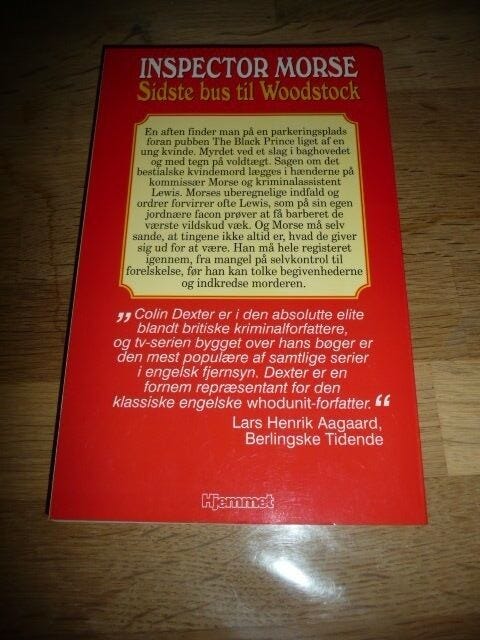 INSPECTOR MORSE
Sidste bus til Woodstock
En aften finder man på en parkeringsplads
foran pubben The Black Prince liget af en
ung kvinde. Myrdet ved et slag i baghovedet
og med tegn på voldtægt. Sagen om det
bestialske kvindemord lægges i hænderne på
kommissær Morse og kriminalassistent
Lewis. Morses uberegnelige indfald og
ordrer forvirrer ofte Lewis, som på sin egen
jordnære facon prøver at få barberet de
værste vildskud væk. Og Morse må selv
sande, at tingene ikke altid er, hvad de giver
sig ud for at være. Han må hele registeret
igennem, fra mangel på selvkontrol til
forelskelse, før han kan tolke begivenhederne
og indkredse morderen.
„Colin Dexter er i den absolutte elite
blandt britiske kriminalforfattere,
og tv-serien bygget over hans bøger er
den mest populære af samtlige serier
i engelsk fjernsyn. Dexter er en
fornem repræsentant for den
klassiske engelske whodunit-forfatter.“
Lars Henrik Aagaard,
Berlingske Tidende
Hjemmet